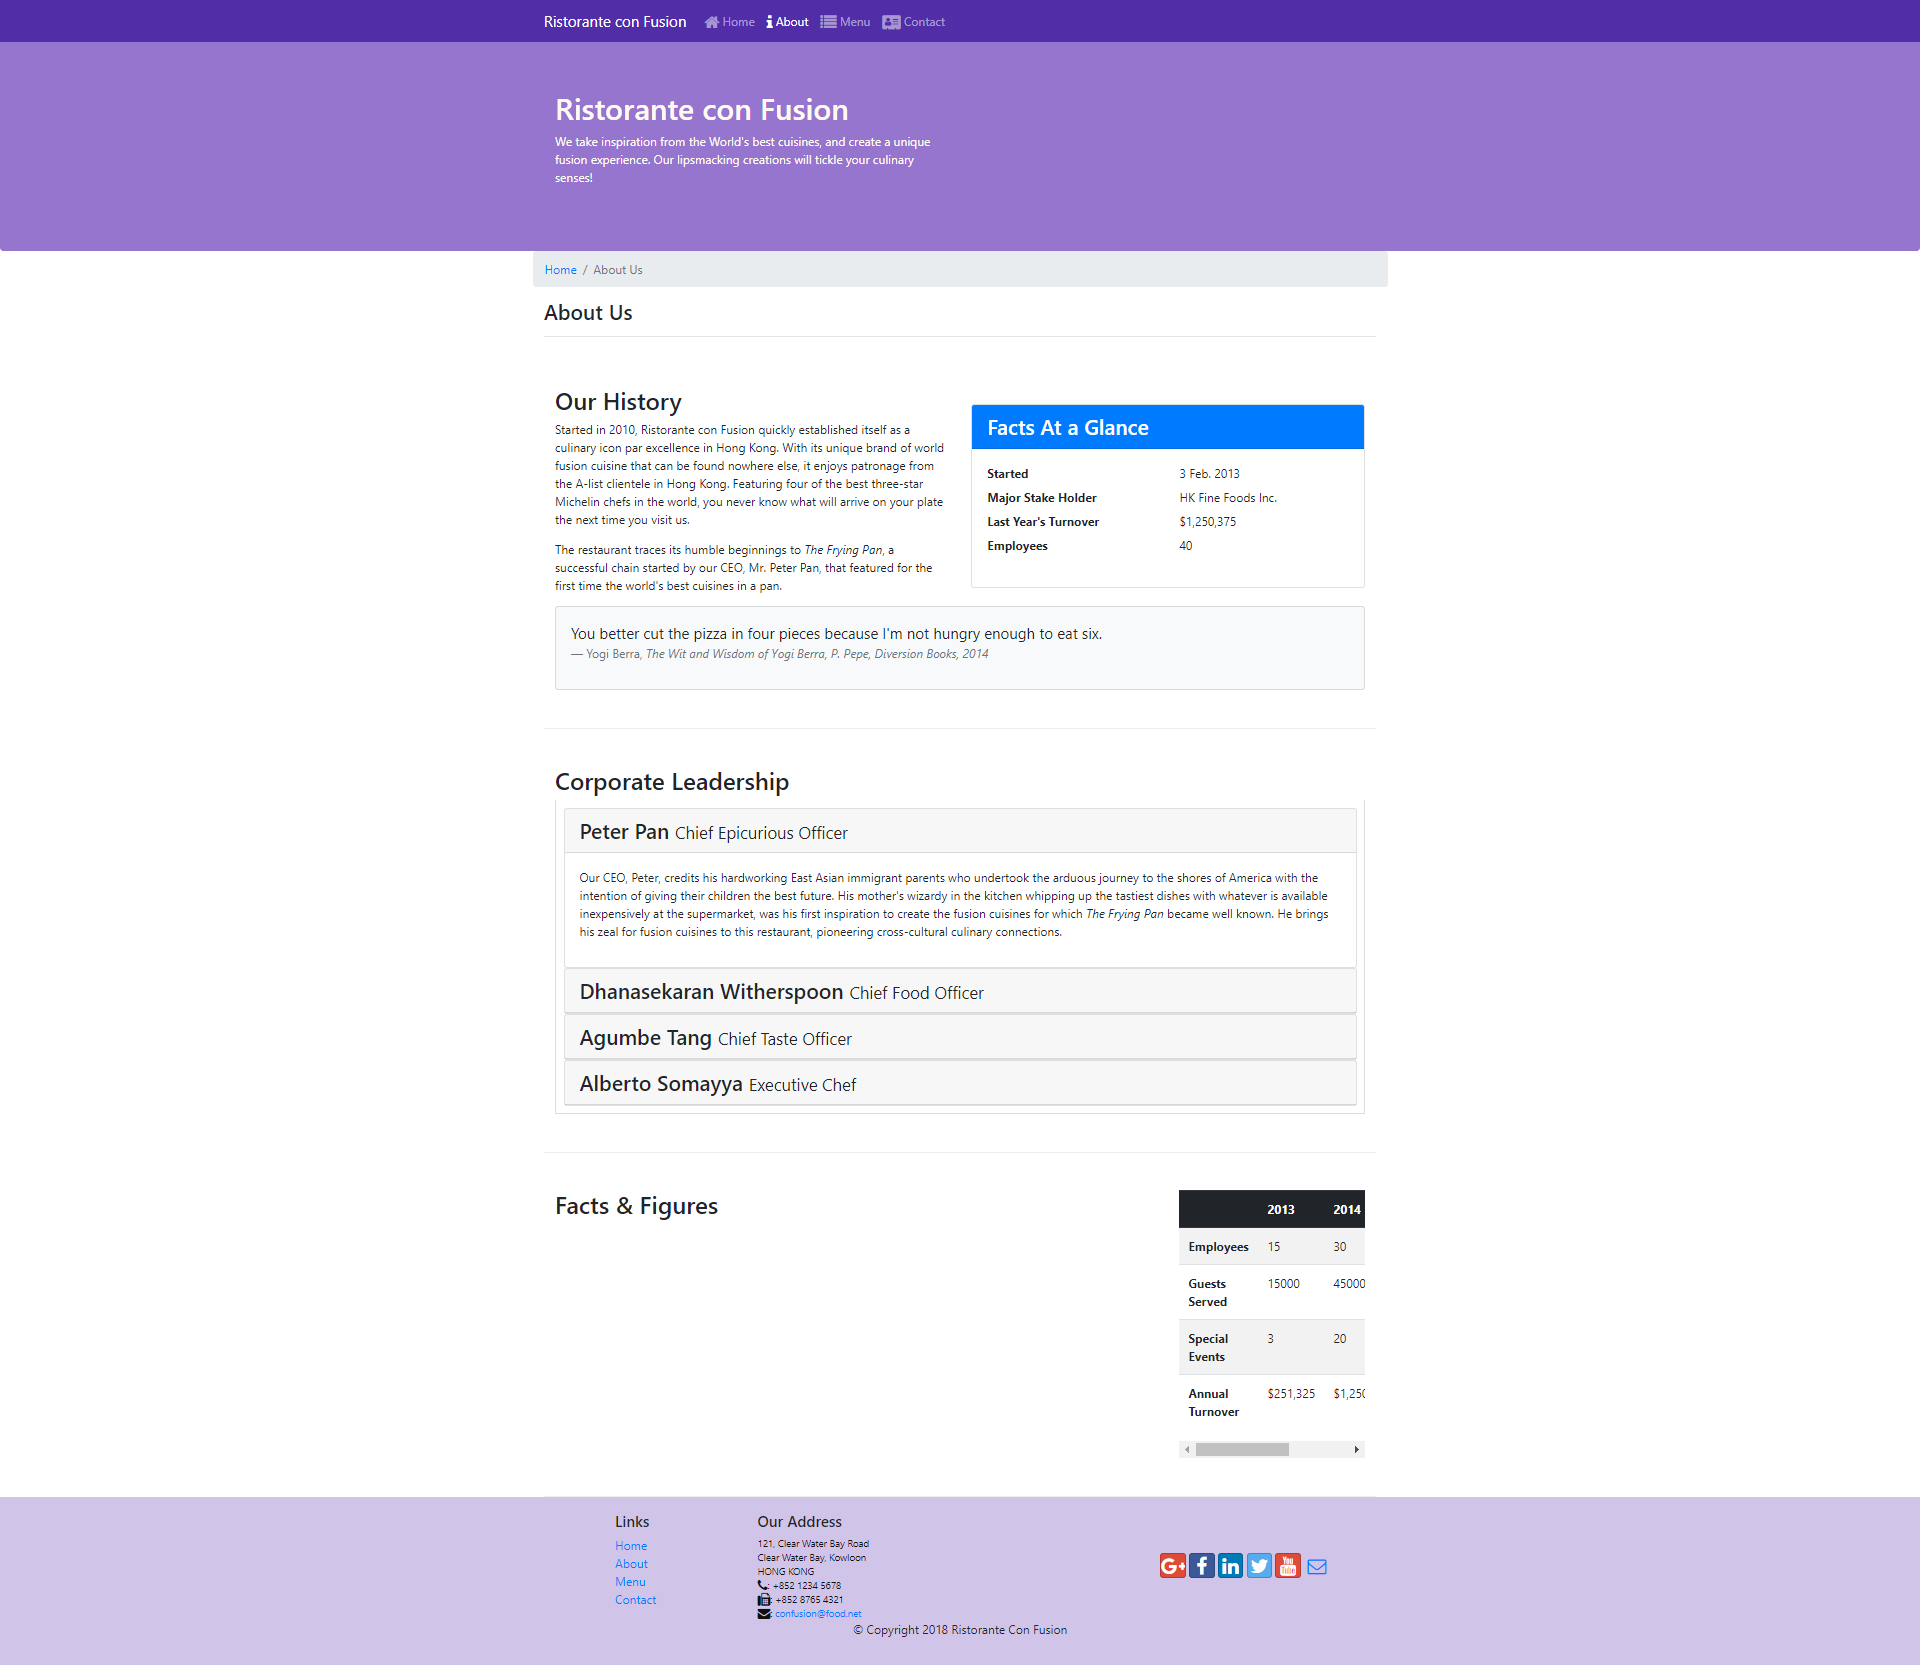 Ristorante con Fusion Home About Menu Contact
Ristorante con Fusion
We take inspiration from the World's best cuisines, and create a unique
fusion experience. Our lipsmacking creations will tickle your culinary
senses!
Home / About Us
About Us
Our History
Started in 2010, Ristorante con Fusion quickly established itself as a
culinary icon par excellence in Hong Kong. With its unique brand of world
fusion cuisine that can be found nowhere else, it enjoys patronage from
the A-list clientele in Hong Kong. Featuring four of the best three-star
Michelin chefs in the world, you never know what will arrive on your plate
the next time you visit us.
The restaurant traces its humble beginnings to The Frying Pan, a
successful chain started by our CEO, Mr. Peter Pan, that featured for the
first time the world's best cuisines in a pan.
Facts At a Glance
Started 3 Feb. 2013
Major Stake Holder HK Fine Foods Inc.
Last Year's Turnover $1,250,375
Employees 40
You better cut the pizza in four pieces because I'm not hungry enough to eat six.
— Yogi Berra, The Wit and Wisdom of Yogi Berra, P. Pepe, Diversion Books, 2014
Corporate Leadership
Peter Pan Chief Epicurious Officer
Our CEO, Peter, credits his hardworking East Asian immigrant parents who undertook the arduous journey to the shores of America with the
intention of giving their children the best future. His mother's wizardy in the kitchen whipping up the tastiest dishes with whatever is available
inexpensively at the supermarket, was his first inspiration to create the fusion cuisines for which The Frying Pan became well known. He brings
his zeal for fusion cuisines to this restaurant, pioneering cross-cultural culinary connections.
Dhanasekaran Witherspoon Chief Food Officer
Agumbe Tang Chief Taste Officer
Alberto Somayya Executive Chef
Facts & Figures
2013 2014
Employees 15 30
Guests 15000 45000
Served
Special 3 20
Events
Annual $251,325 $1,250
Turnover
Links
Home
About
Menu
Contact
Our Address
121, Clear Water Bay Road
Clear Water Bay, Kowloon
HONG KONG
: +852 1234 5678
: +852 8765 4321
: confusion@food.net
G+ f in You Tube
© Copyright 2018 Ristorante Con Fusion